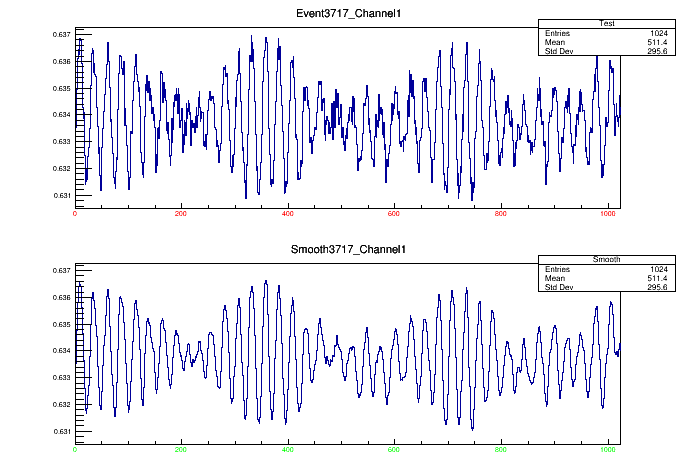 Event3717_Channel1
Test
Entries 1024
Mean 511.4
Std Dev 295.6
0.637
0.636
0.635
0.634
0.633
0.632
0.631
0 200 400 600 800 1000
Smooth3717_Channel1
Smooth
Entries 1024
Mean 511.4
Std Dev 295.6
0.637
0.636
0.635
0.634
0.633
0.632
0.631
0 200 400 600 800 1000